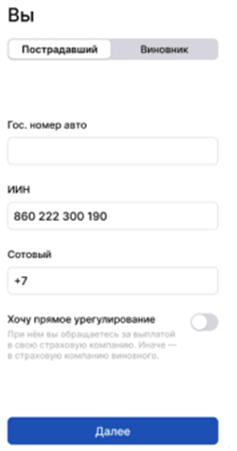 Вы
Пострадавший Виновник
Гос. номер авто
ИИН
860 222 300 190
Сотовый
+7
Хочу прямое урегулирование
При нём вы обращаетесь за выплатой
в свою страховую компанию. Иначе —
в страховую компанию виновного.
Далее